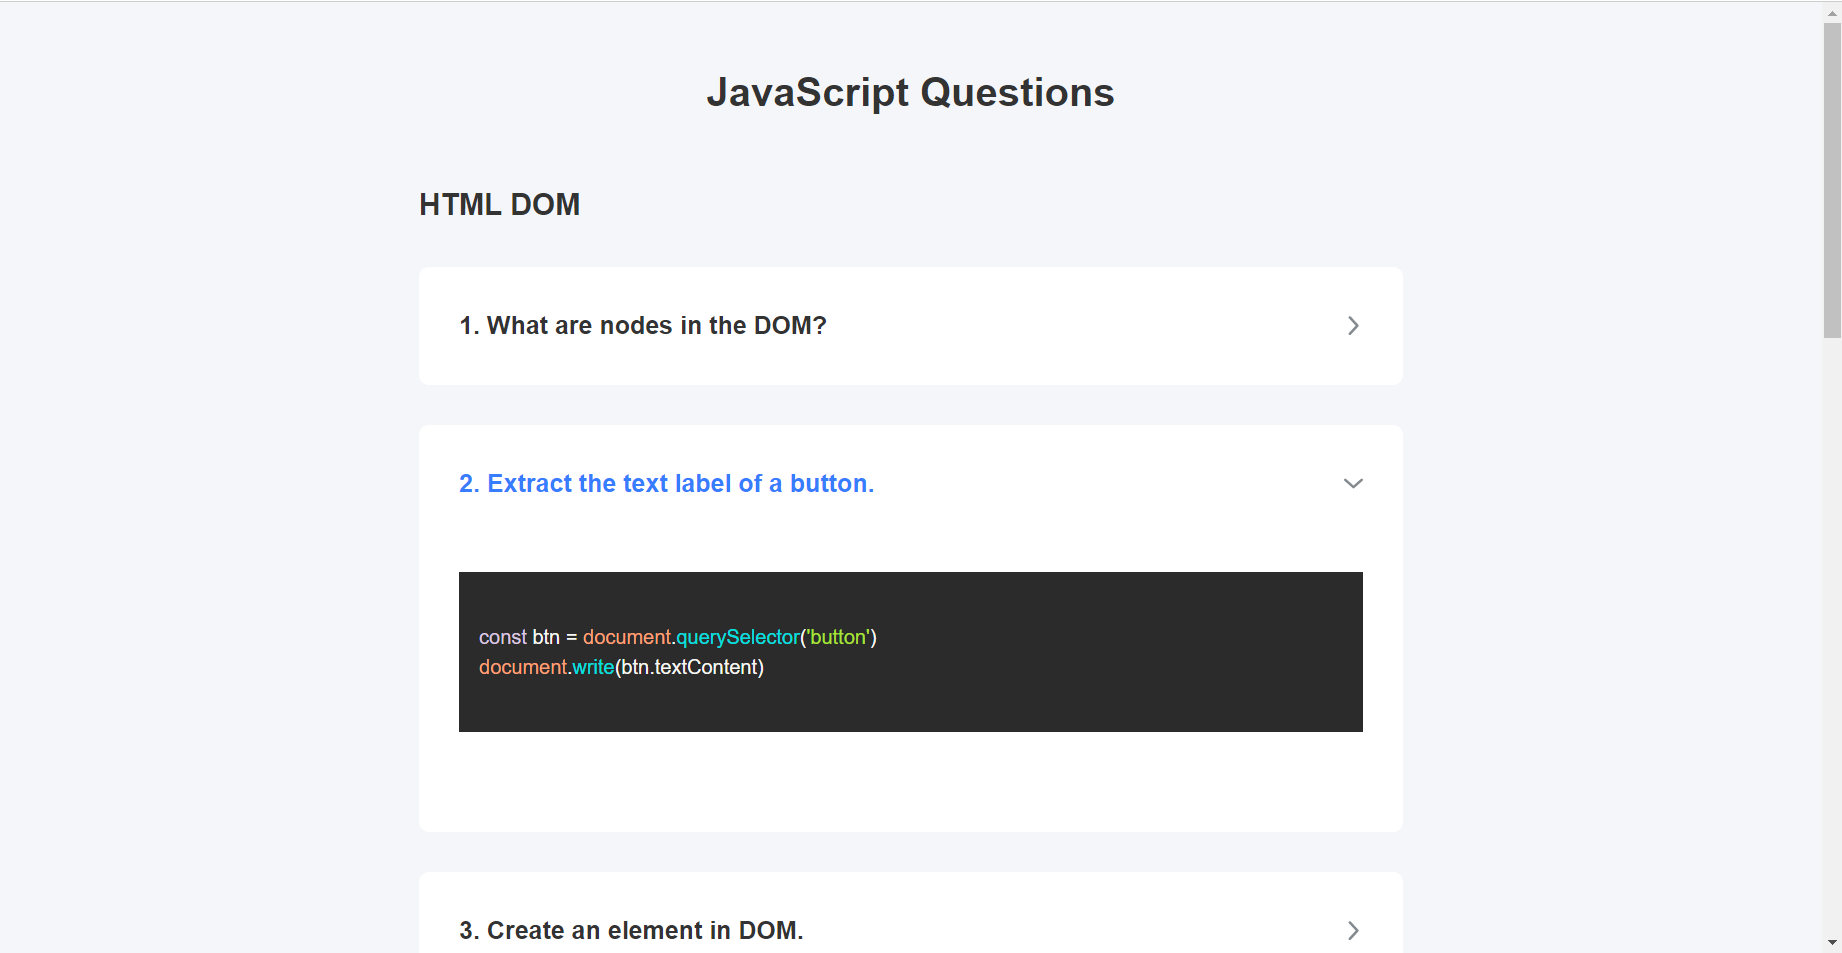 JavaScript Questions
HTML DOM
1. What are nodes in the DOM?
2. Extract the text label of a button.
const btn = document.querySelector('button')
document.write(btn.textContent)
3. Create an element in DOM.